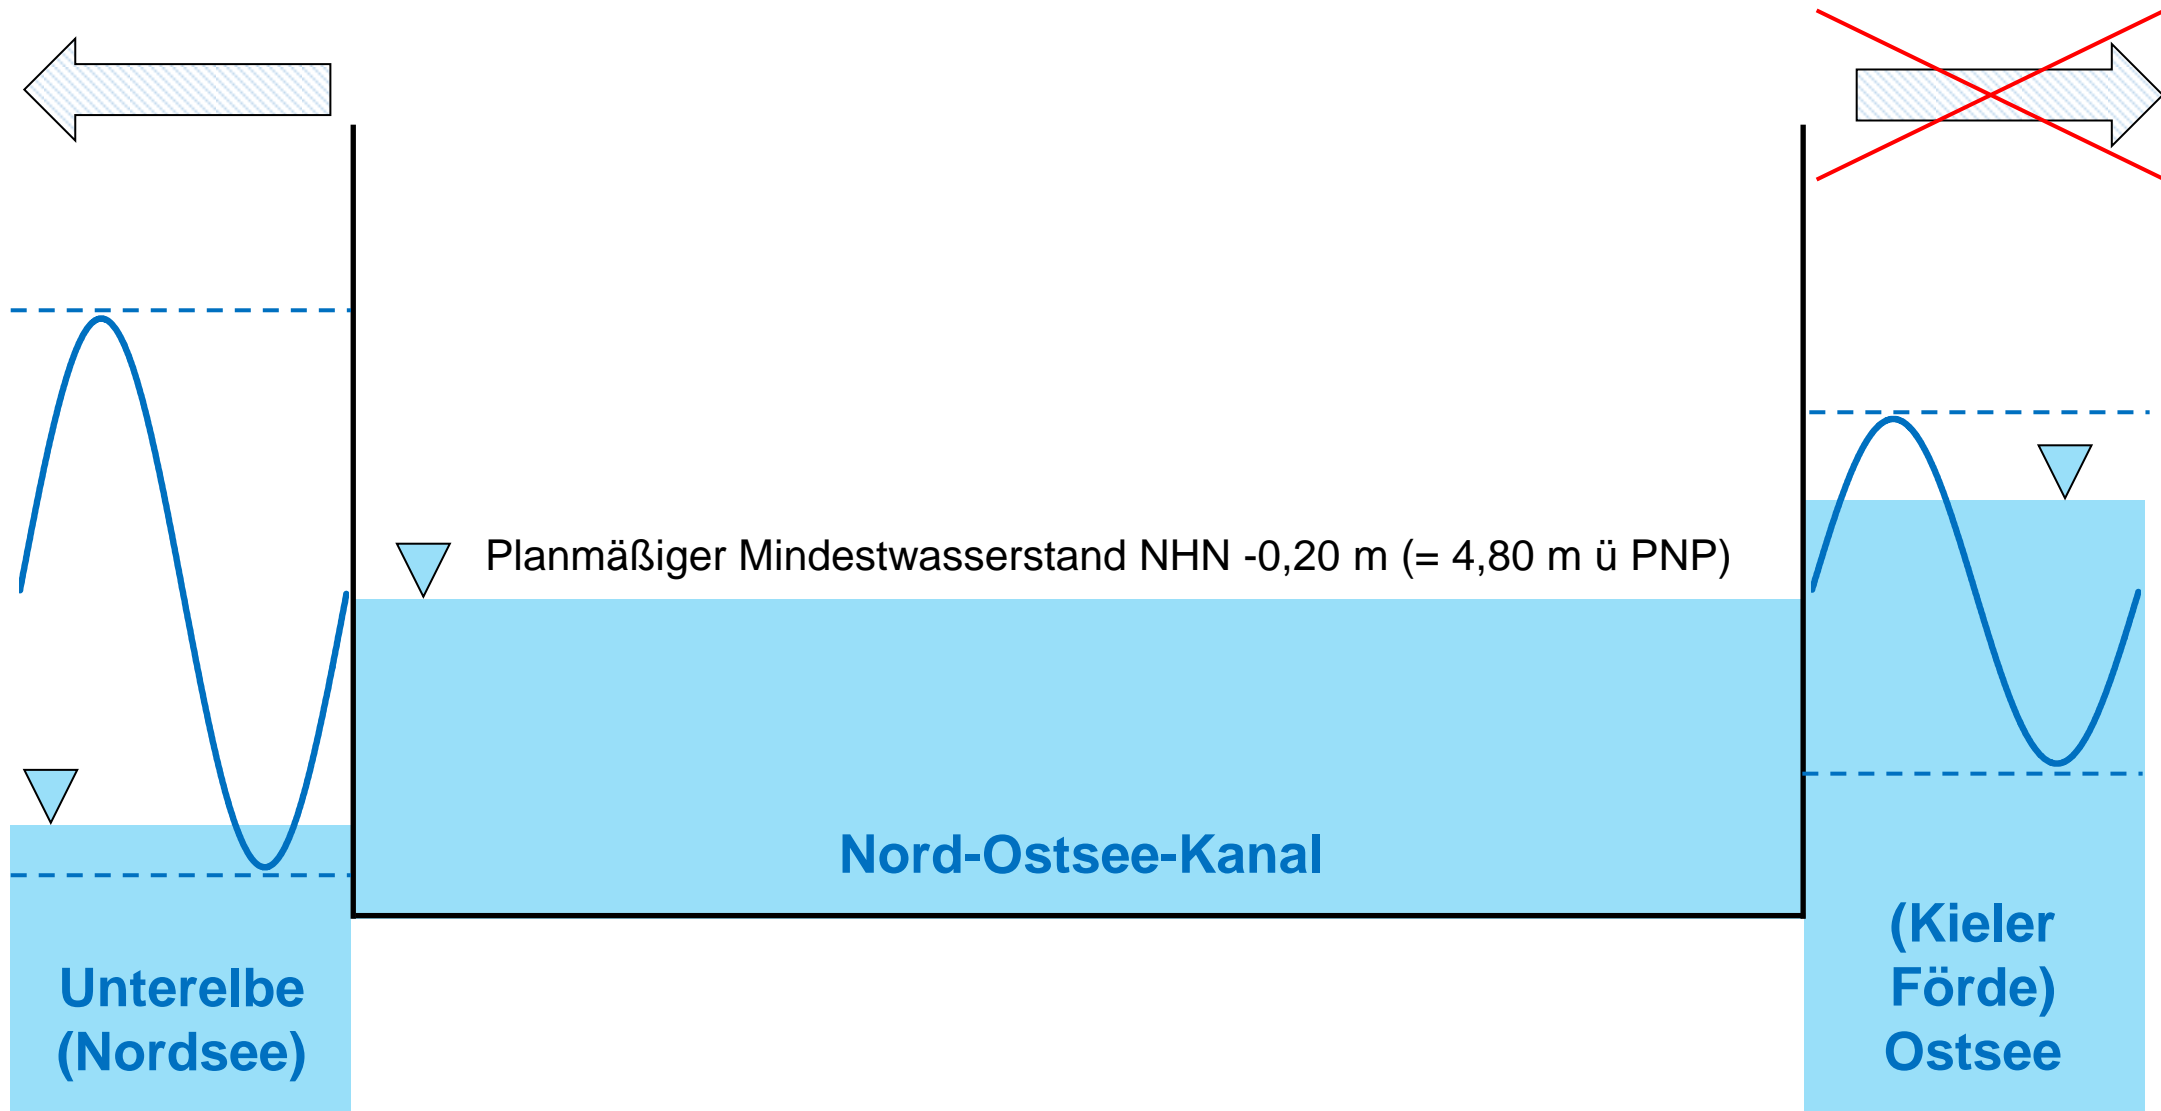 Planmäßiger Mindestwasserstand NHN -0,20 m (= 4,80 m ü PNP)
Nord-Ostsee-Kanal
Unterelbe
(Nordsee)
(Kieler
Förde)
Ostsee